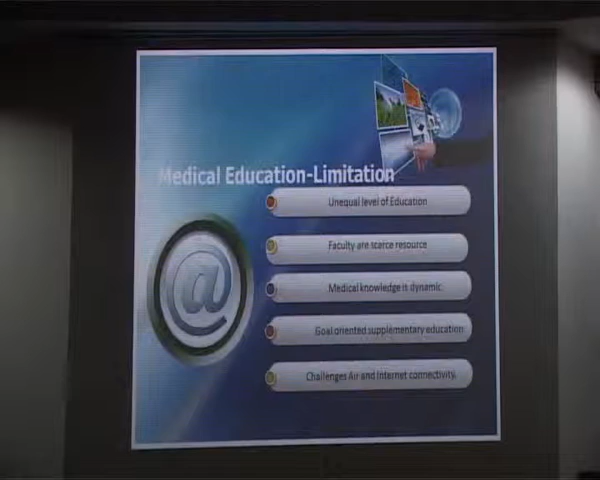 Medical Education-Limitation
Unequal level of Education
Faculty are scarce resource
Medical knowledge is dynamic
Goal oriented supplementary education
Challenges Air and Internet connectivity.
@